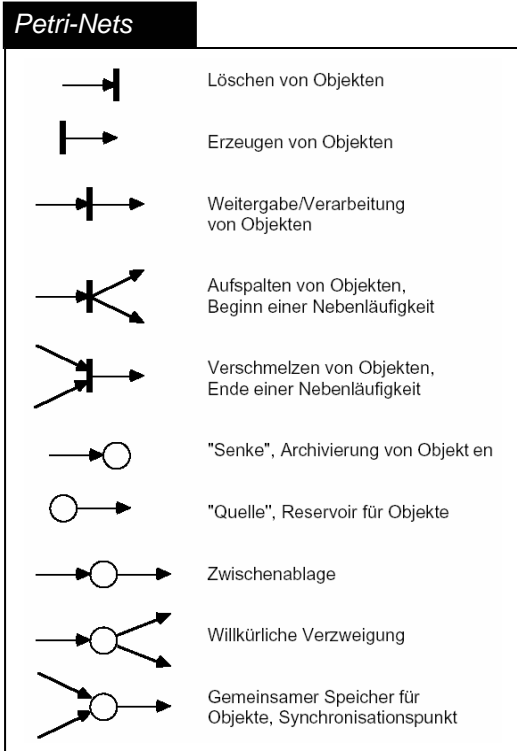 Petri-Nets
Löschen von Objekten
Erzeugen von Objekten
Weitergabe/Verarbeitung
von Objekten
Aufspalten von Objekten,
Beginn einer Nebenläufigkeit
Verschmelzen von Objekten,
Ende einer Nebenläufigkeit
"Senke", Archivierung von Objekt en
"Quelle", Reservoir für Objekte
Zwischenablage
Willkürliche Verzweigung
Gemeinsamer Speicher für
Objekte, Synchronisationspunkt